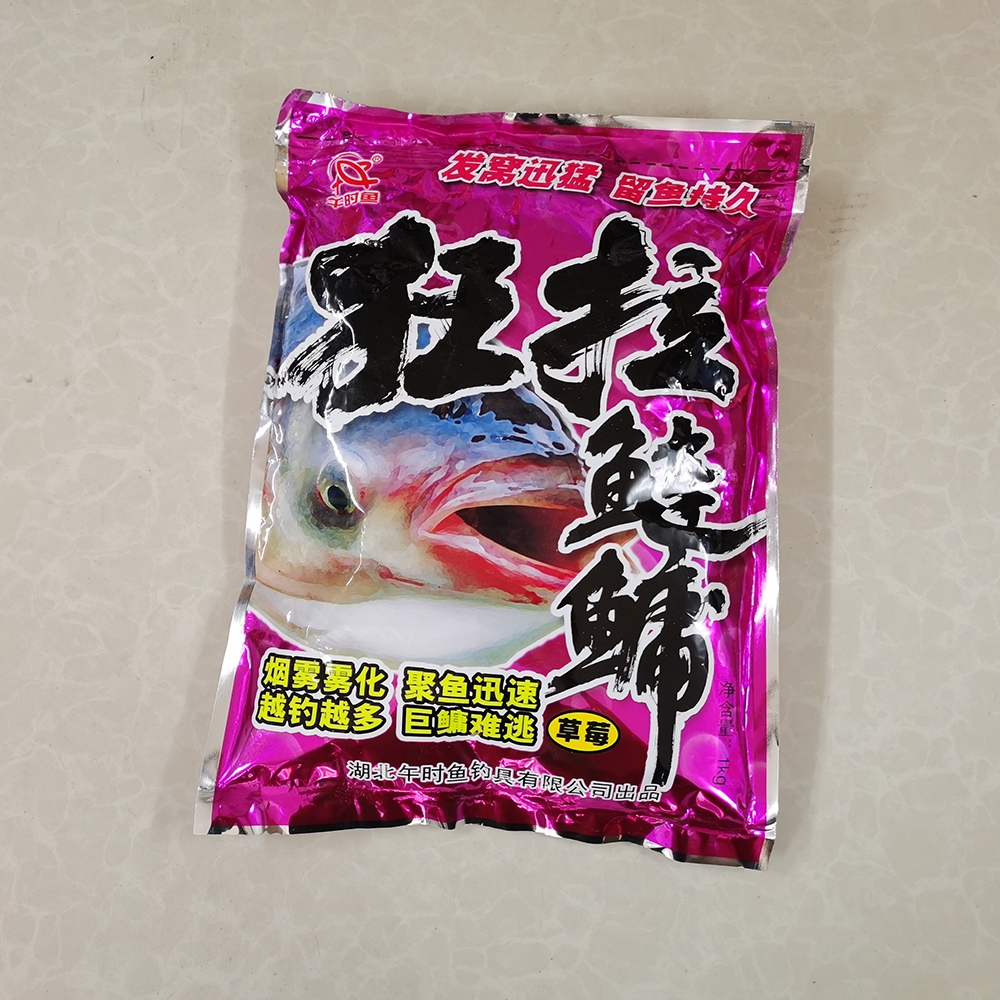 午时鱼
发窝迅猛 留鱼持久
狂拉
鲢鳙
烟雾雾化 聚鱼迅速
越钓越多 巨鳙难逃
草莓
净含量：1kg
湖北午时鱼钓具有限公司出品